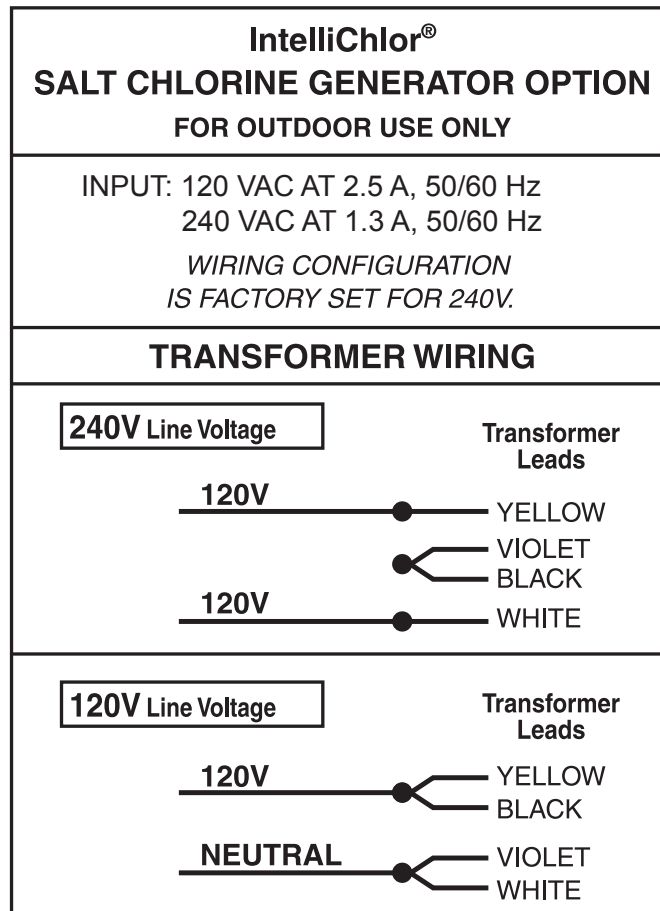 IntelliChlor®
SALT CHLORINE GENERATOR OPTION
FOR OUTDOOR USE ONLY
INPUT: 120 VAC AT 2.5 A, 50/60 Hz
240 VAC AT 1.3 A, 50/60 Hz
WIRING CONFIGURATION
IS FACTORY SET FOR 240V.
TRANSFORMER WIRING
240V Line Voltage
Transformer
Leads
120V
YELLOW
VIOLET
BLACK
120V
WHITE
120V Line Voltage
Transformer
Leads
120V
YELLOW
BLACK
NEUTRAL
VIOLET
WHITE